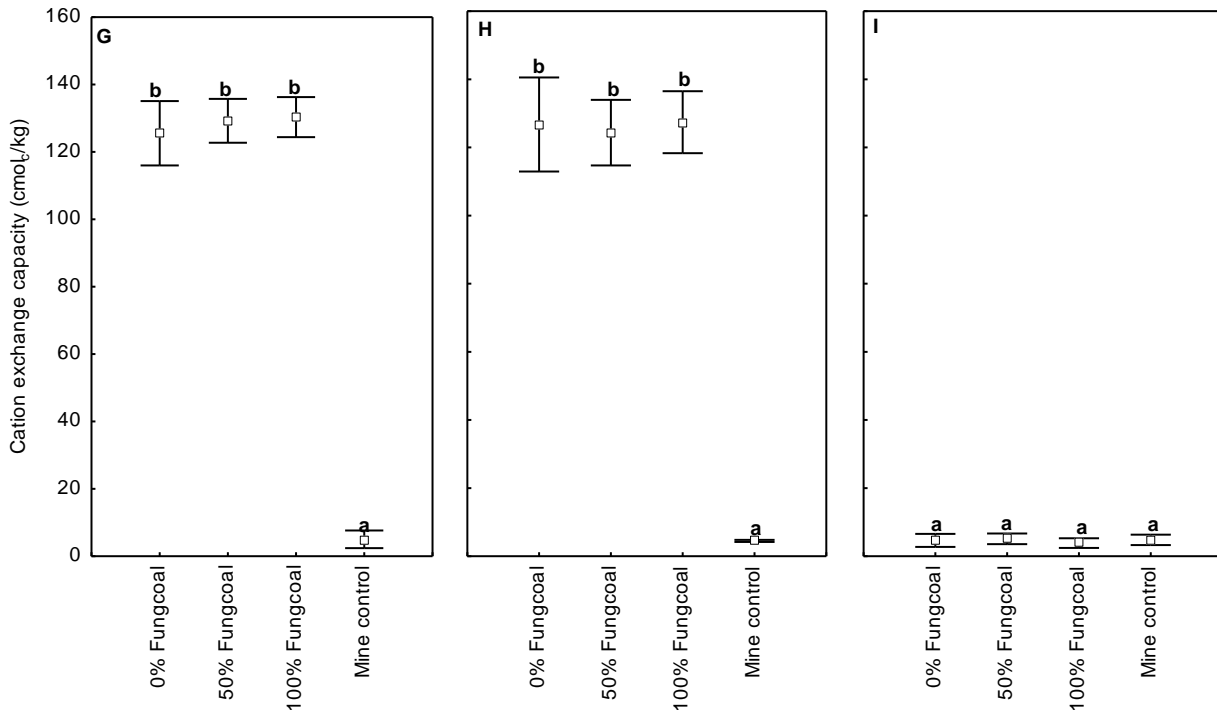 Cation exchange capacity (cmolc/kg)
160
140
120
100
80
60
40
20
0
G
b
b
b
a
0% Fungcoal
50% Fungcoal
100% Fungcoal
Mine control
H
b
b
b
a
0% Fungcoal
50% Fungcoal
100% Fungcoal
Mine control
I
a
a
a
a
0% Fungcoal
50% Fungcoal
100% Fungcoal
Mine control